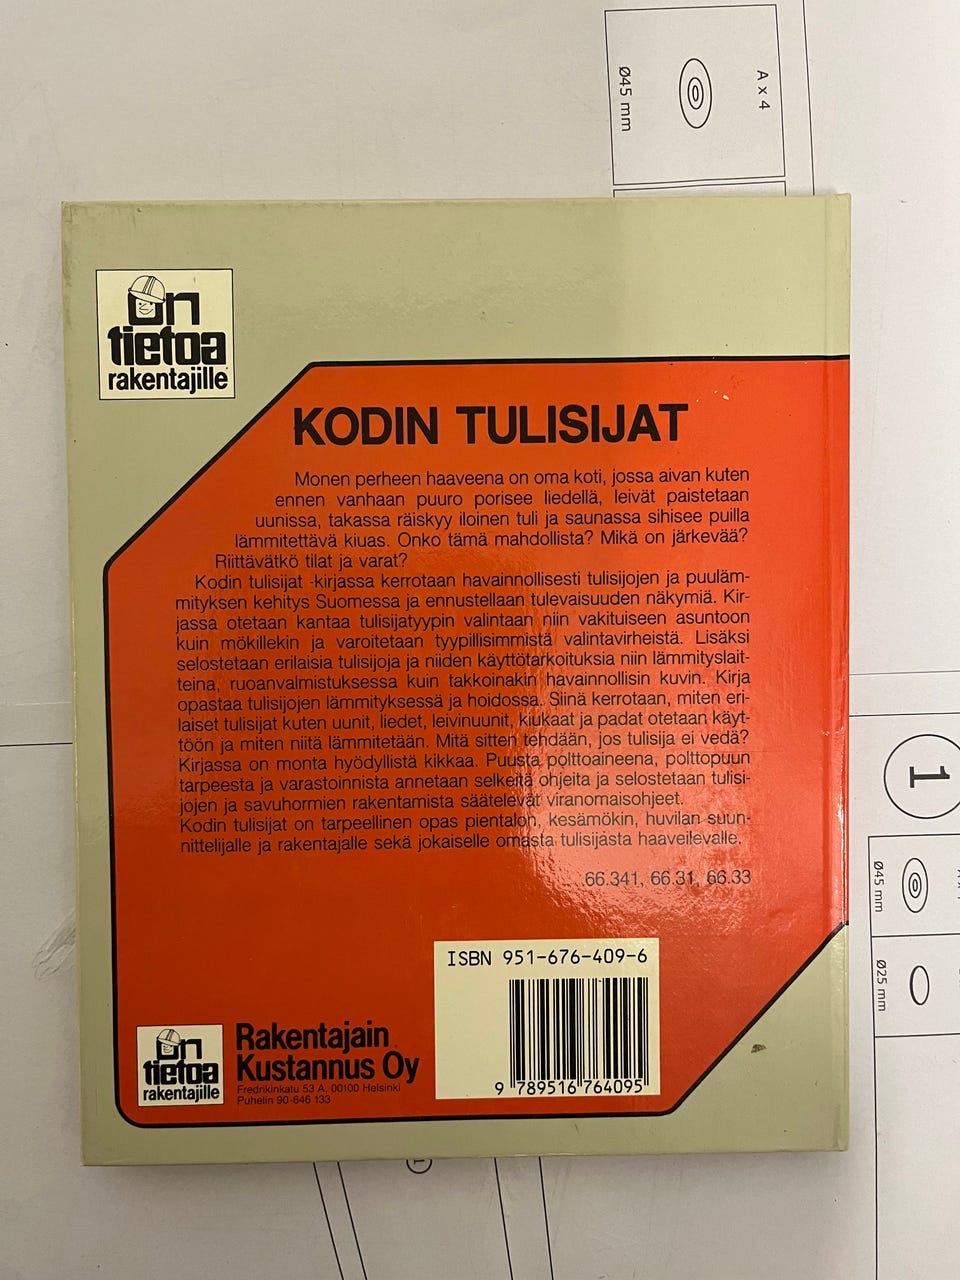 A x 4
Ø45 mm
on
tietoa
rakentajille
KODIN TULISIJAT
Monen perheen haaveena on oma koti, jossa aivan kuten
ennen vanhaan puuro porisee liedellä, leivät paistetaan
uunissa, takassa räiskyy iloinen tuli ja saunassa sihisee puilla
lämmitettävä kiuas. Onko tämä mahdollista? Mikä on järkevää?
Riittävätkö tilat ja varat?
Kodin tulisijat -kirjassa kerrotaan havainnollisesti tulisijojen ja puuläm-
mityksen kehitys Suomessa ja ennustellaan tulevaisuuden näkymiä. Kir-
jassa otetaan kantaa tulisijatyypin valintaan niin vakituiseen asuntoon
kuin mökillekin ja varoitetaan tyypillisimmistä valintavirheistä. Lisäksi
selostetaan erilaisia tulisijoja ja niiden käyttötarkoituksia niin lämmityslait-
teina, ruoanvalmistuksessa kuin takkoinakin havainnollisin kuvin. Kirja
opastaa tulisijojen lämmityksessä ja hoidossa. Siinä kerrotaan, miten eri-
laiset tulisijat kuten uunit, liedet, leivinuunit, kiukaat ja padat otetaan käyt-
töön ja miten niitä lämmitetään. Mitä sitten tehdään, jos tulisija ei vedä?
Kirjassa on monta hyödyllistä kikkaa. Puusta polttoaineena, polttopuun
tarpeesta ja varastoinnista annetaan selkeitä ohjeita ja selostetaan tulisi-
jojen ja savuhormien rakentamista säätelevät viranomaisohjeet.
Kodin tulisijat on tarpeellinen opas pientalon, kesämökin, huvilan suun-
nittelijalle ja rakentajalle sekä jokaiselle omasta tulisijasta haaveilevalle.
66.341, 66.31, 66.33
ISBN 951-676-409-6
9 789516 764095
on
tietoa
rakentajille
Rakentajain
Kustannus Oy
Fredrikinkatu 53 A, 00100 Helsinki
Puhelin 90-646 133
1
Ø45 mm
Ø25 mm
1